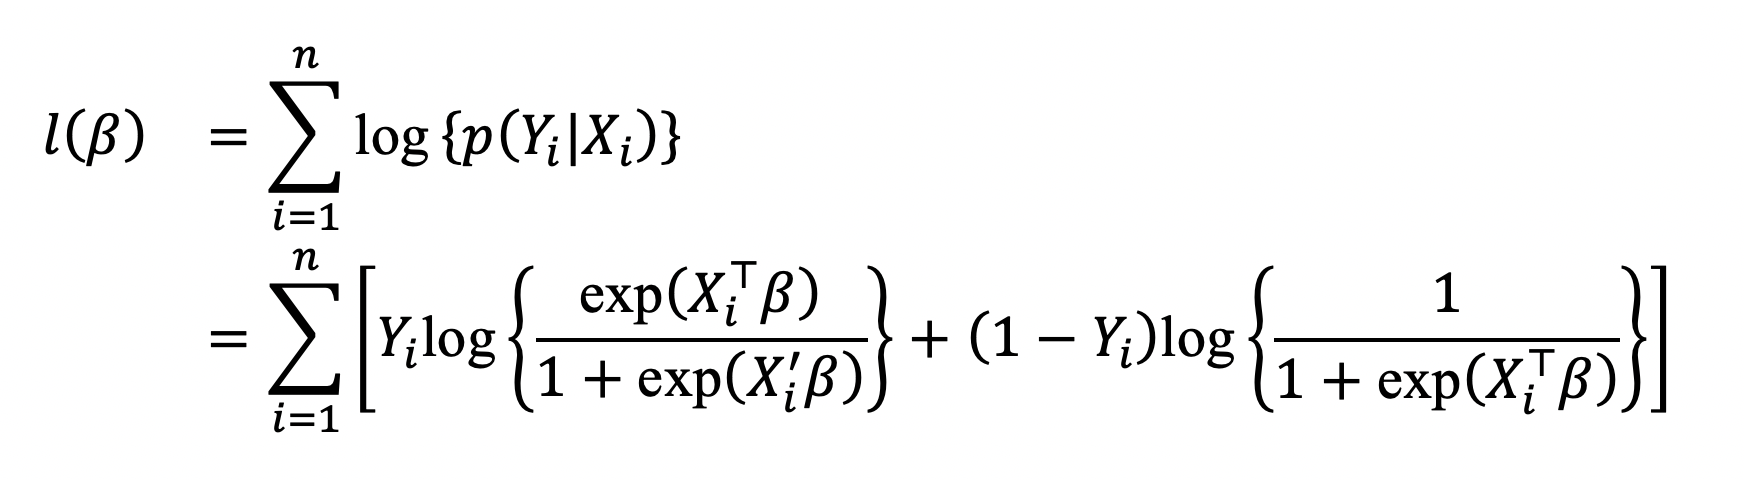 l(β) = ∑_{i=1}^{n} log {p(Y_i|X_i)}
= ∑_{i=1}^{n} [Y_i log {exp(X_i^⊤β) / (1 + exp(X_i′β))} + (1 − Y_i)log {1 / (1 + exp(X_i^⊤β))}]